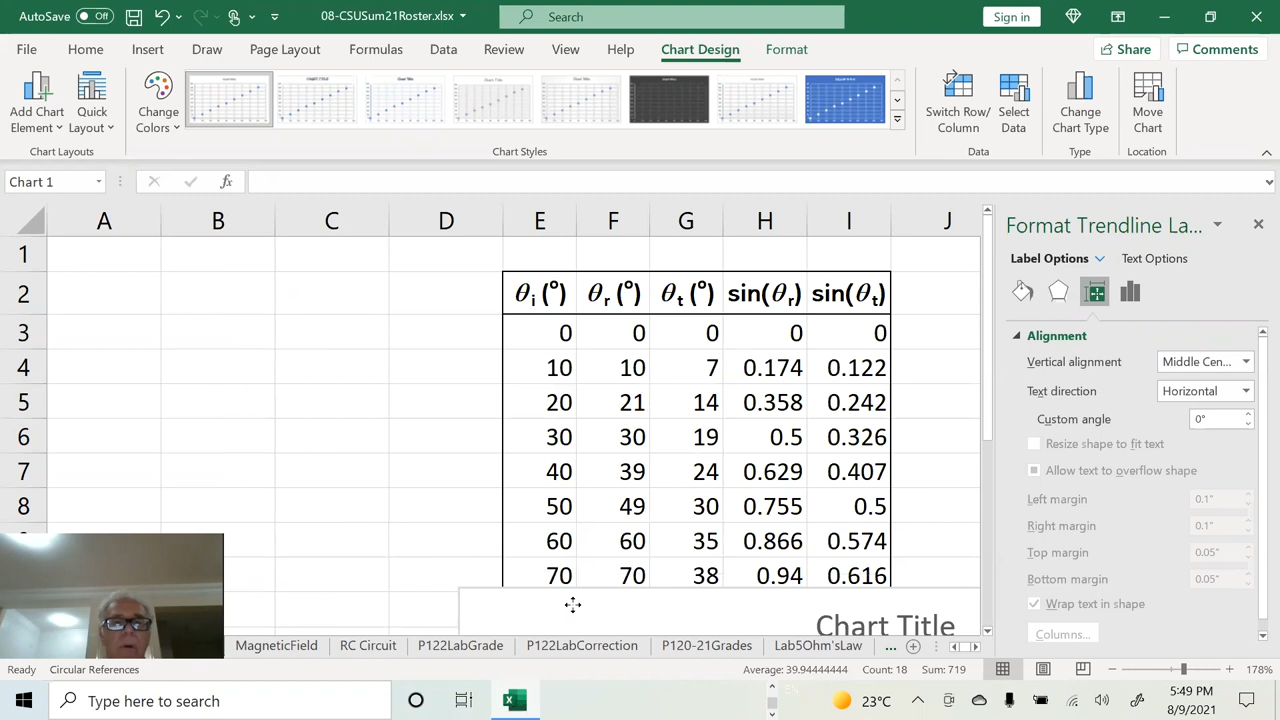 AutoSave Off 08-CSUSum21Roster.xlsx Search Sign in
File Home Insert Draw Page Layout Formulas Data Review View Help Chart Design Format Share Comments
Add Chart Element Quick Layout Change Colors Switch Row/ Column Select Data Change Chart Type Move Chart
Chart Layouts Chart Styles Data Type Location
Chart 1 fx
A B C D E F G H I J
1
2 θi (°) θr (°) θt (°) sin(θr) sin(θt)
3 0 0 0 0 0
4 10 10 7 0.174 0.122
5 20 21 14 0.358 0.242
6 30 30 19 0.5 0.326
7 40 39 24 0.629 0.407
8 50 49 30 0.755 0.5
60 60 35 0.866 0.574
70 70 38 0.94 0.616
Chart Title
Format Trendline La...
Label Options Text Options
Alignment
Vertical alignment Middle Cen...
Text direction Horizontal
Custom angle 0°
Resize shape to fit text
Allow text to overflow shape
Left margin 0.1"
Right margin 0.1"
Top margin 0.05"
Bottom margin 0.05"
Wrap text in shape
Columns...
MagneticField RC Circuit P122LabGrade P122LabCorrection P120-21Grades Lab5Ohm'sLaw ...
Ready Circular References Average: 39.94444444 Count: 18 Sum: 719 178%
Type here to search 23°C 5:49 PM
8/9/2021